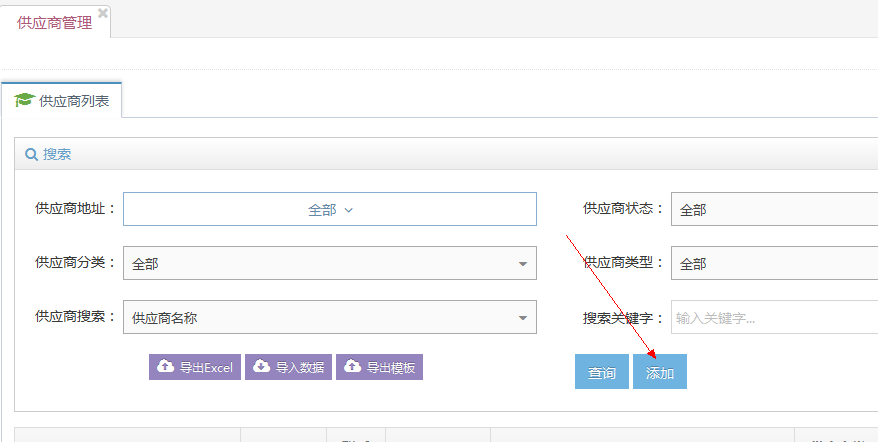 供应商管理
供应商列表
搜索
供应商地址： 全部 供应商状态： 全部
供应商分类： 全部 供应商类型： 全部
供应商搜索： 供应商名称 搜索关键字： 输入关键字...
导出Excel 导入数据 导出模板 查询 添加